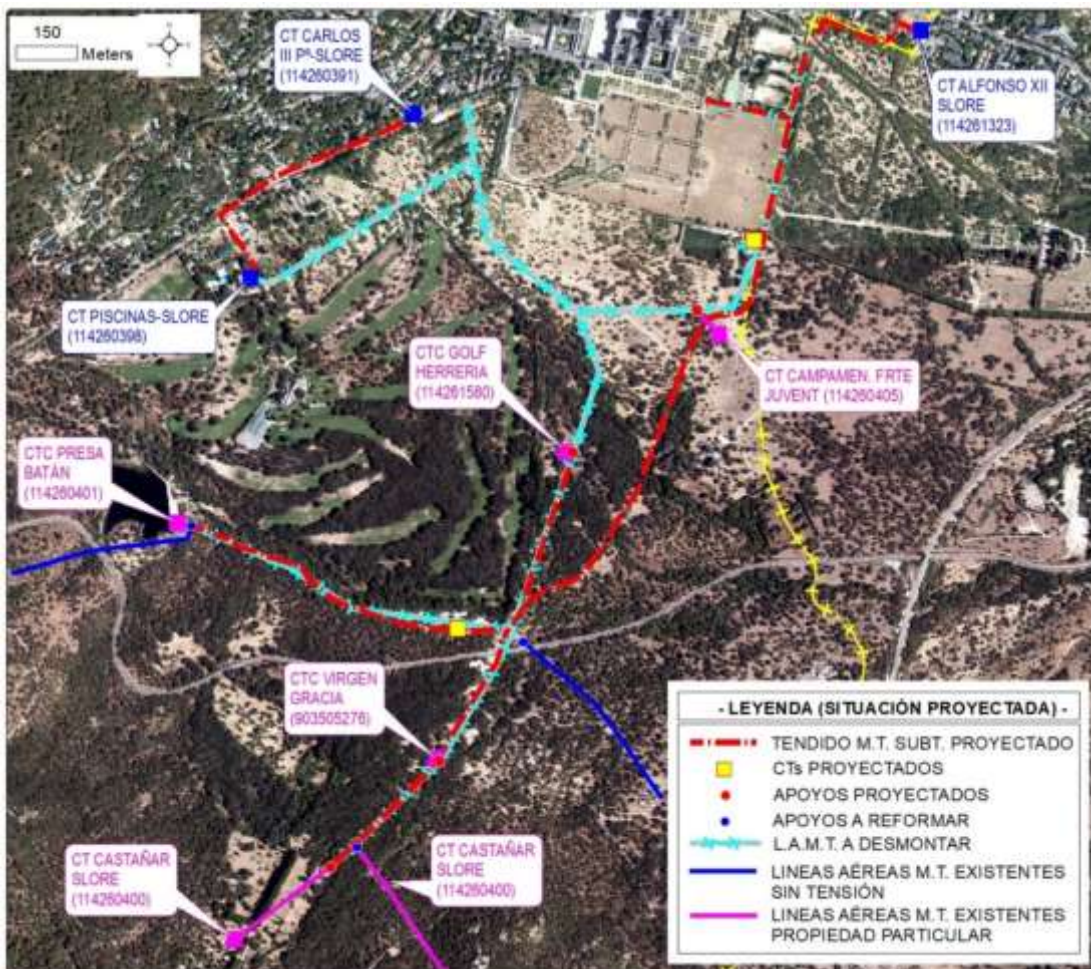 150
Meters
CT CARLOS
III Pº-SLORE
(114260391)
CT ALFONSO XII
SLORE
(114261323)
CT PISCINAS-SLORE
(114260398)
CTC GOLF
HERRERIA
(114261580)
CT CAMPAMEN. FRTE
JUVENT (114260405)
CTC PRESA
BATÁN
(114260401)
CTC VIRGEN
GRACIA
(903505276)
CT CASTAÑAR
SLORE
(114260400)
CT CASTAÑAR
SLORE
(114260400)
- LEYENDA (SITUACIÓN PROYECTADA) -
TENDIDO M.T. SUBT. PROYECTADO
CTs PROYECTADOS
APOYOS PROYECTADOS
APOYOS A REFORMAR
L.A.M.T. A DESMONTAR
LINEAS AÉREAS M.T. EXISTENTES
SIN TENSIÓN
LINEAS AÉREAS M.T. EXISTENTES
PROPIEDAD PARTICULAR